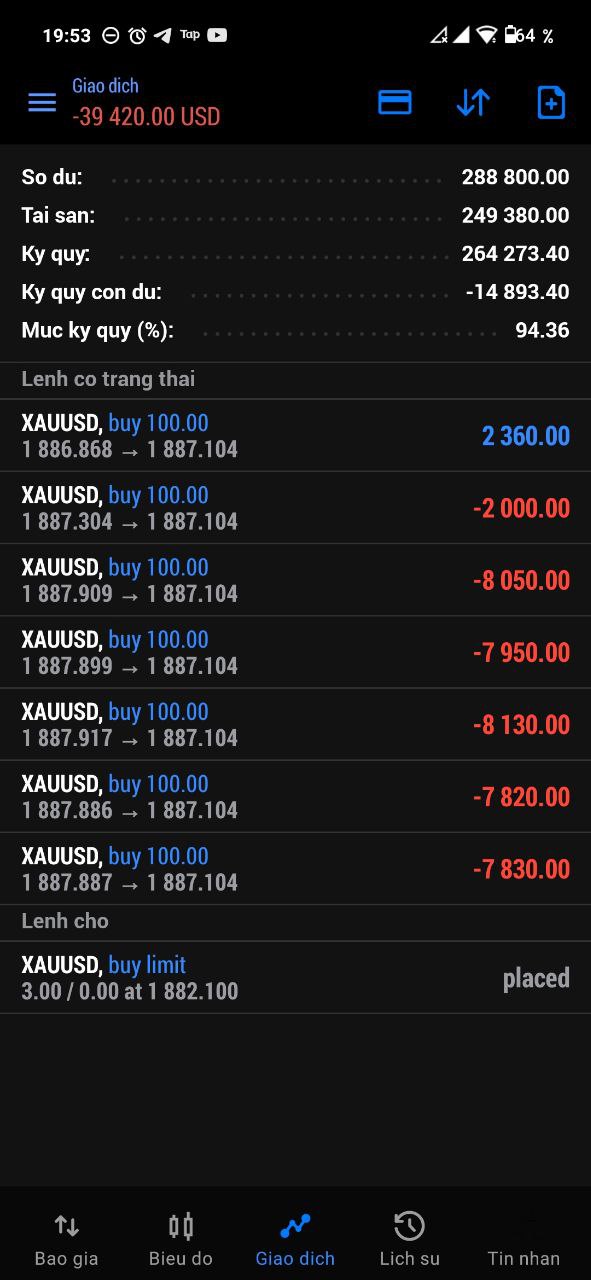 19:53 Tap 64 %
Giao dich
-39 420.00 USD
So du: 288 800.00
Tai san: 249 380.00
Ky quy: 264 273.40
Ky quy con du: -14 893.40
Muc ky quy (%): 94.36
Lenh co trang thai
XAUUSD, buy 100.00
1 886.868 → 1 887.104 2 360.00
XAUUSD, buy 100.00
1 887.304 → 1 887.104 -2 000.00
XAUUSD, buy 100.00
1 887.909 → 1 887.104 -8 050.00
XAUUSD, buy 100.00
1 887.899 → 1 887.104 -7 950.00
XAUUSD, buy 100.00
1 887.917 → 1 887.104 -8 130.00
XAUUSD, buy 100.00
1 887.886 → 1 887.104 -7 820.00
XAUUSD, buy 100.00
1 887.887 → 1 887.104 -7 830.00
Lenh cho
XAUUSD, buy limit
3.00 / 0.00 at 1 882.100 placed
Bao gia Bieu do Giao dich Lich su Tin nhan